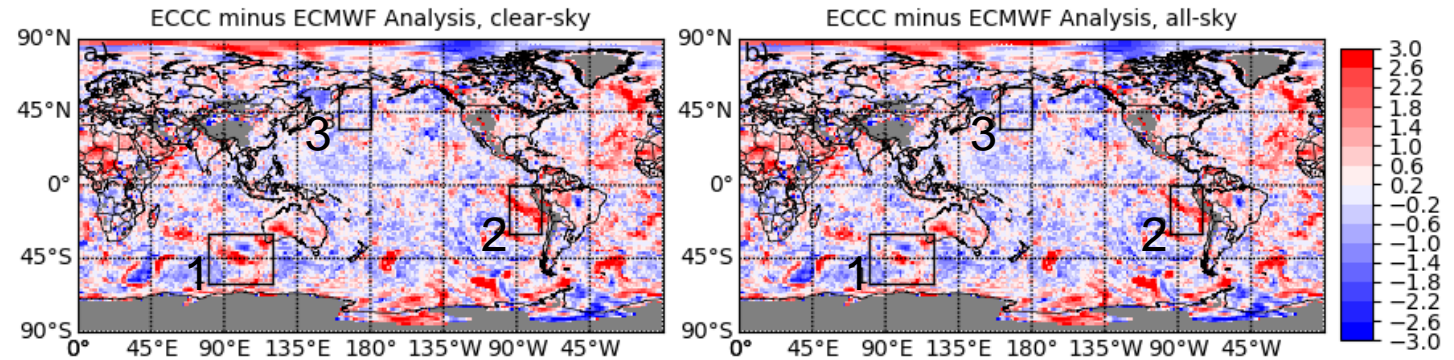 ECCC minus ECMWF Analysis, clear-sky
90°N
45°N
0°
45°S
90°S
a)
3
2
1
0° 45°E 90°E 135°E 180° 135°W 90°W 45°W
ECCC minus ECMWF Analysis, all-sky
90°N
45°N
0°
45°S
90°S
b)
3
2
1
0° 45°E 90°E 135°E 180° 135°W 90°W 45°W
3.0
2.6
2.2
1.8
1.4
1.0
0.6
0.2
−0.2
−0.6
−1.0
−1.4
−1.8
−2.2
−2.6
−3.0